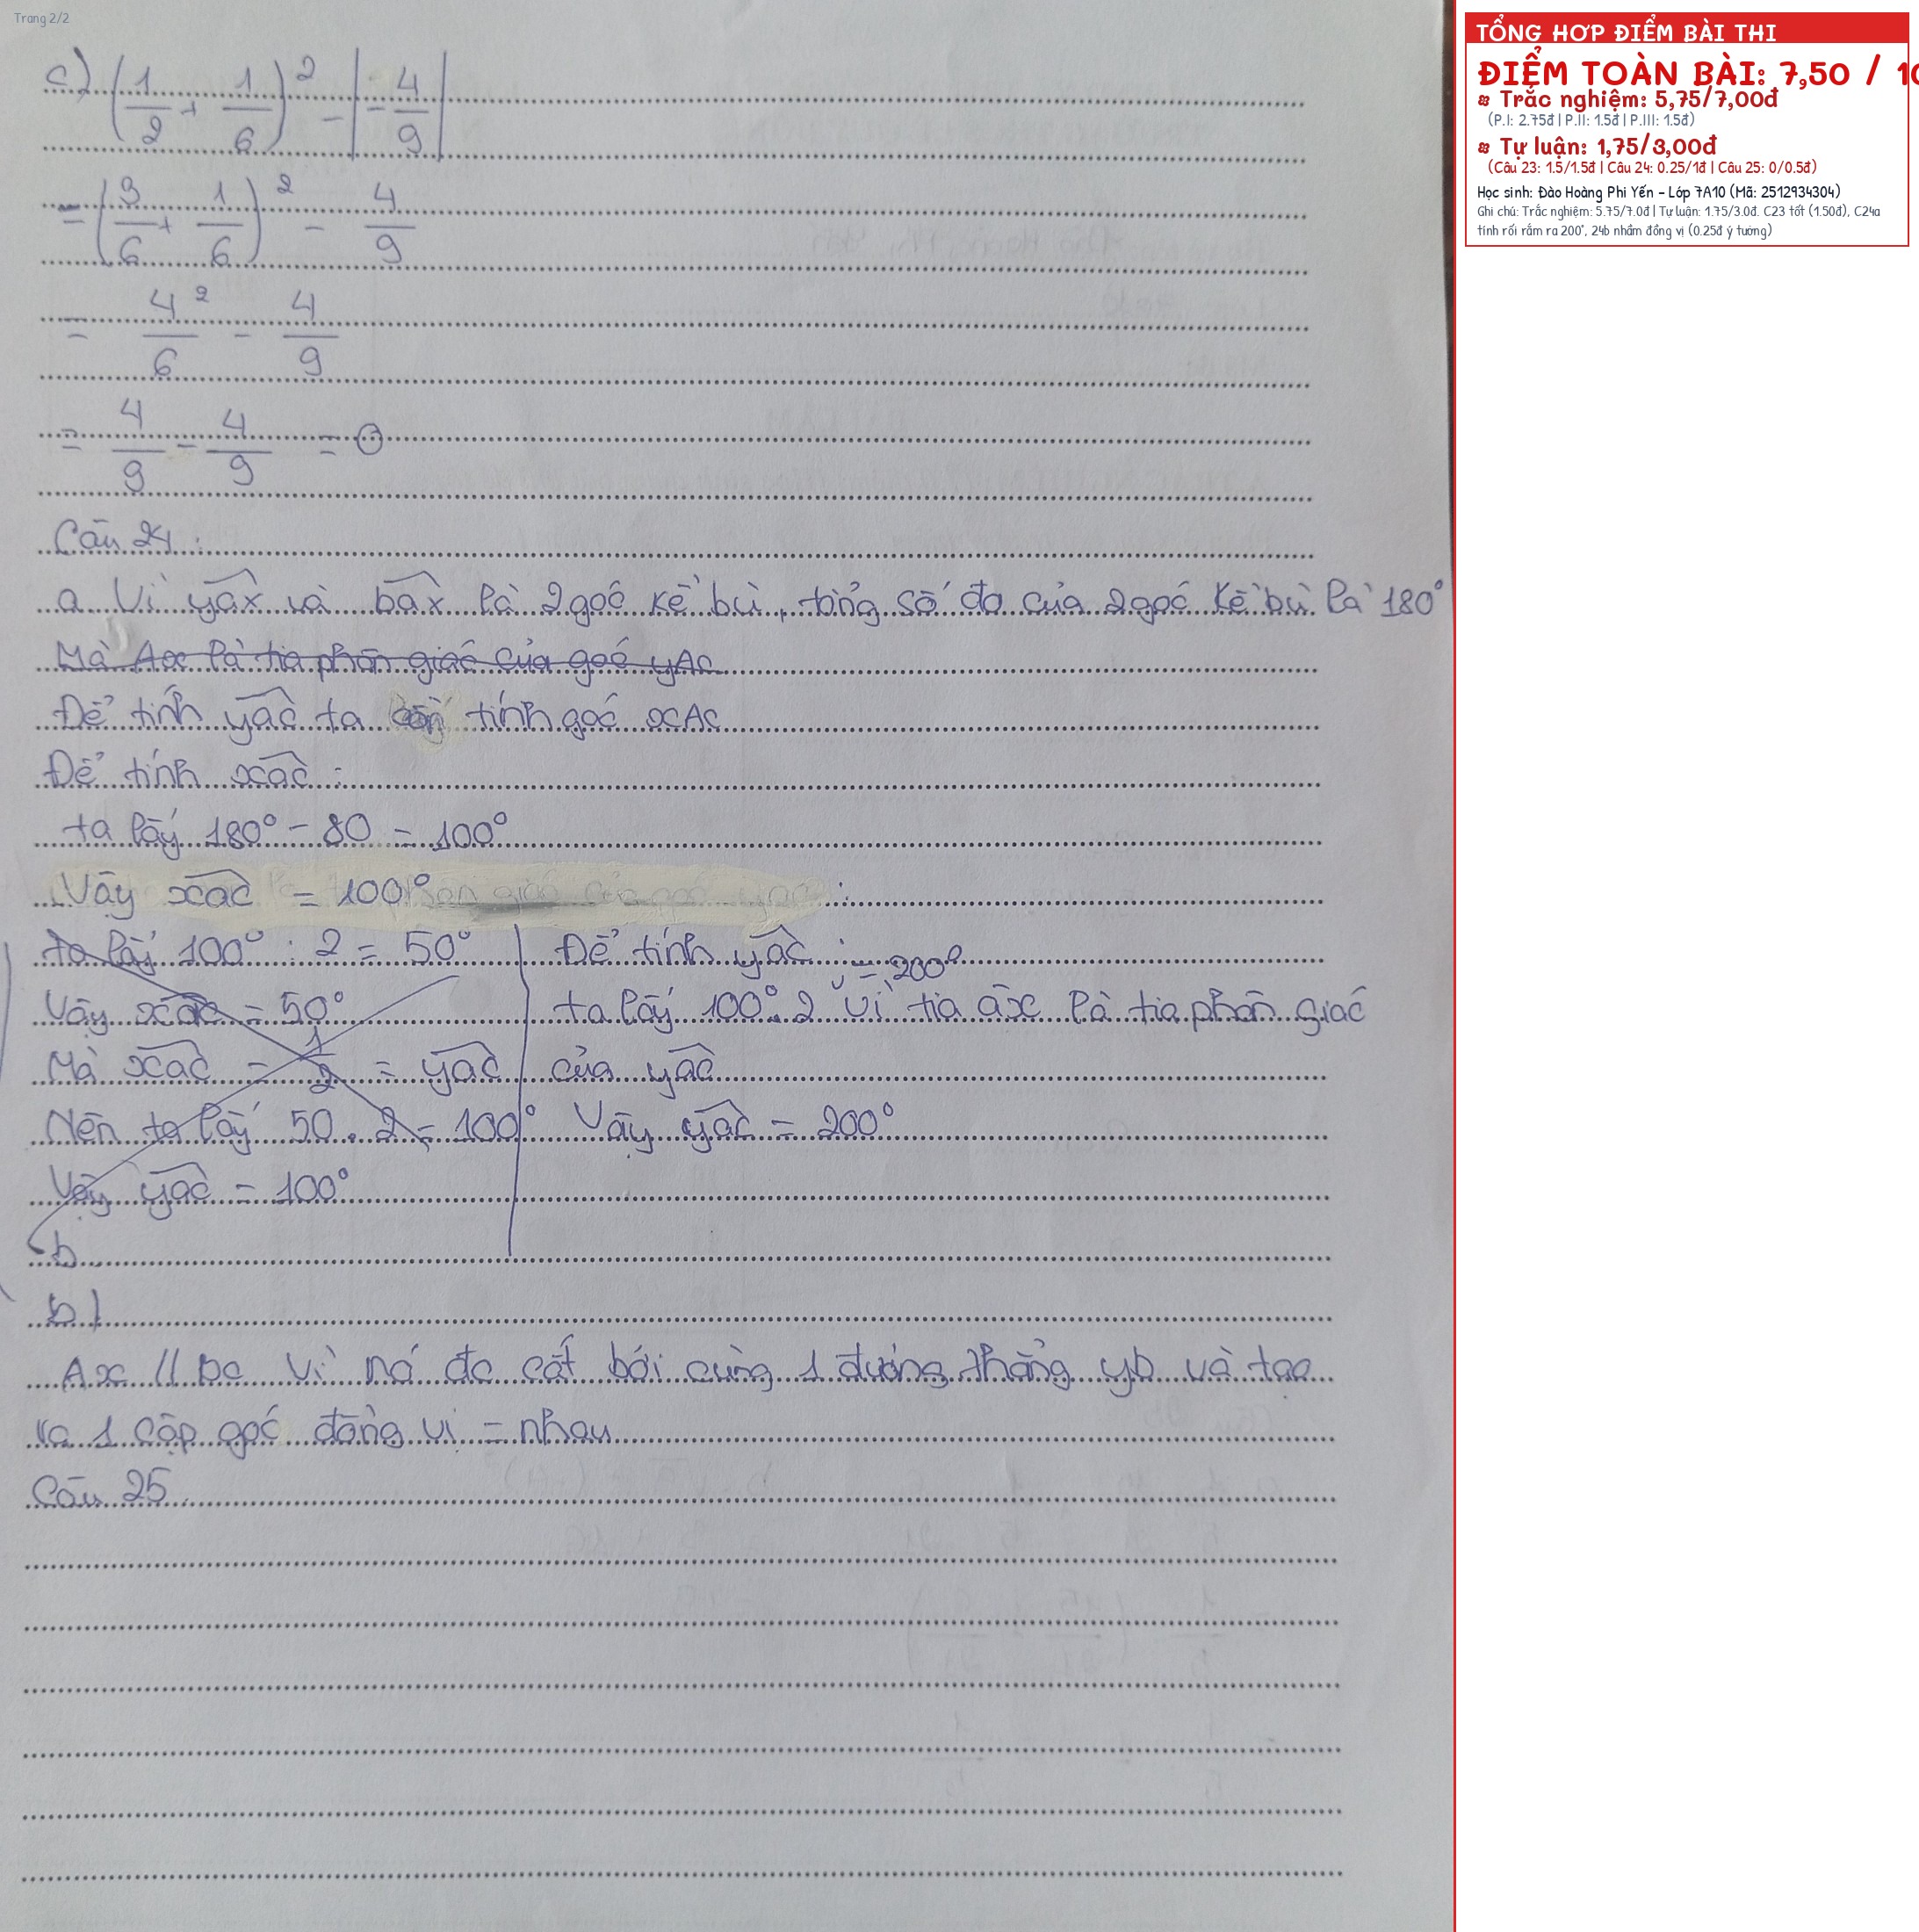 Trang 2/2
c) (1/2 + 1/6)² - |-4/9|
= (3/6 + 1/6)² - 4/9
= 4²/6 - 4/9
= 4/9 - 4/9 = 0
Câu 24 :
a. Vì yax và bax là 2 góc kề bù, tổng số đo của 2 góc kề bù là 180°
Mà Ax là tia phân giác của góc yAc
Để tính yac ta tính góc xAc
Để tính xac :
ta lấy 180° - 80 = 100°
Vậy xac = 100°
ta lấy 100° : 2 = 50°
Vậy xac = 50°
Mà xac = 1/2 = yac
Nên ta lấy 50 . 2 = 100°
Vậy yac = 100°
b
Để tính yac :
ta lấy 100° . 2 = 200° vì tia ax là tia phân giác
của yac
Vậy yac = 200°
b)
Ax // bc vì nó đc cắt bởi cùng 1 đường thẳng yb và tạo
ra 1 cặp góc đồng vị = nhau
Câu 25
TỔNG HỢP ĐIỂM BÀI THI
ĐIỂM TOÀN BÀI: 7,50 / 10
Trắc nghiệm: 5,75/7,00đ
(P.I: 2.75đ | P.II: 1.5đ | P.III: 1.5đ)
Tự luận: 1,75/3,00đ
(Câu 23: 1.5/1.5đ | Câu 24: 0.25/1đ | Câu 25: 0/0.5đ)
Học sinh: Đào Hoàng Phi Yến - Lớp 7A10 (Mã: 2512934304)
Ghi chú: Trắc nghiệm: 5.75/7.0đ | Tự luận: 1.75/3.0đ. C23 tốt (1.50đ), C24a
tính rối rắm ra 200°, 24b nhầm đồng vị (0.25đ ý tưởng)